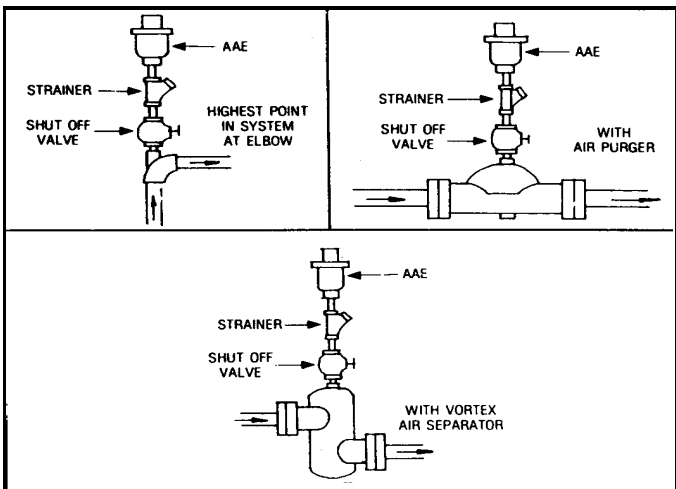 AAE
STRAINER
SHUT OFF
VALVE
HIGHEST POINT
IN SYSTEM
AT ELBOW
AAE
STRAINER
SHUT OFF
VALVE
WITH
AIR PURGER
AAE
STRAINER
SHUT OFF
VALVE
WITH VORTEX
AIR SEPARATOR